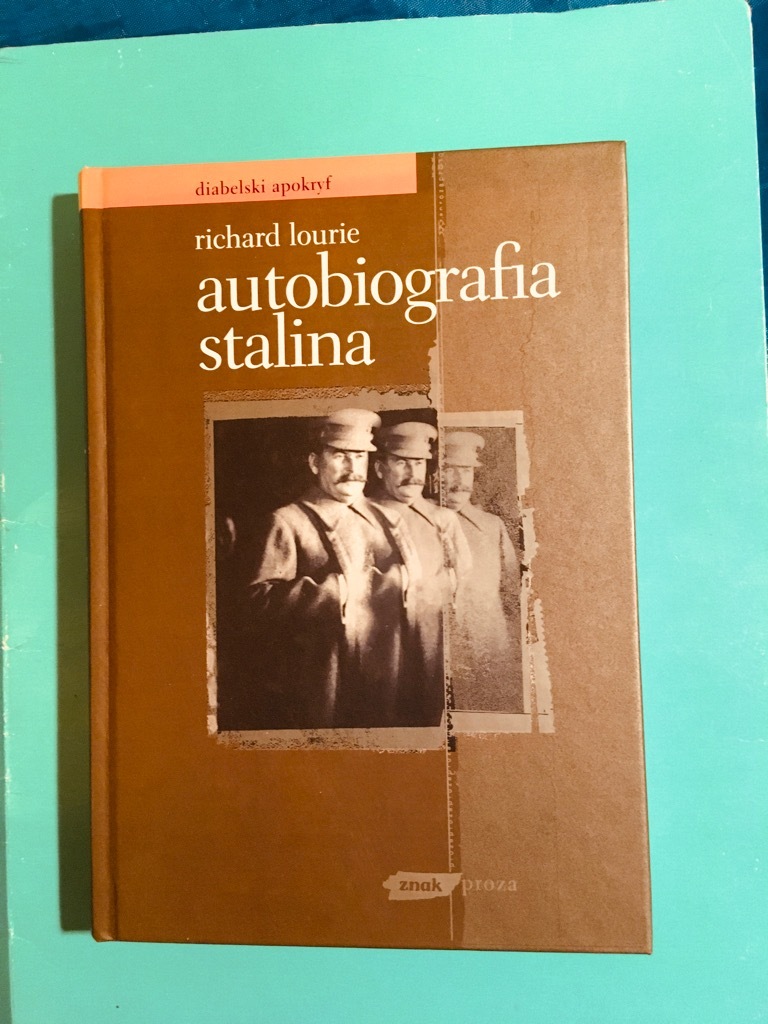 diabelski apokryf
richard lourie
autobiografia
stalina
znak proza